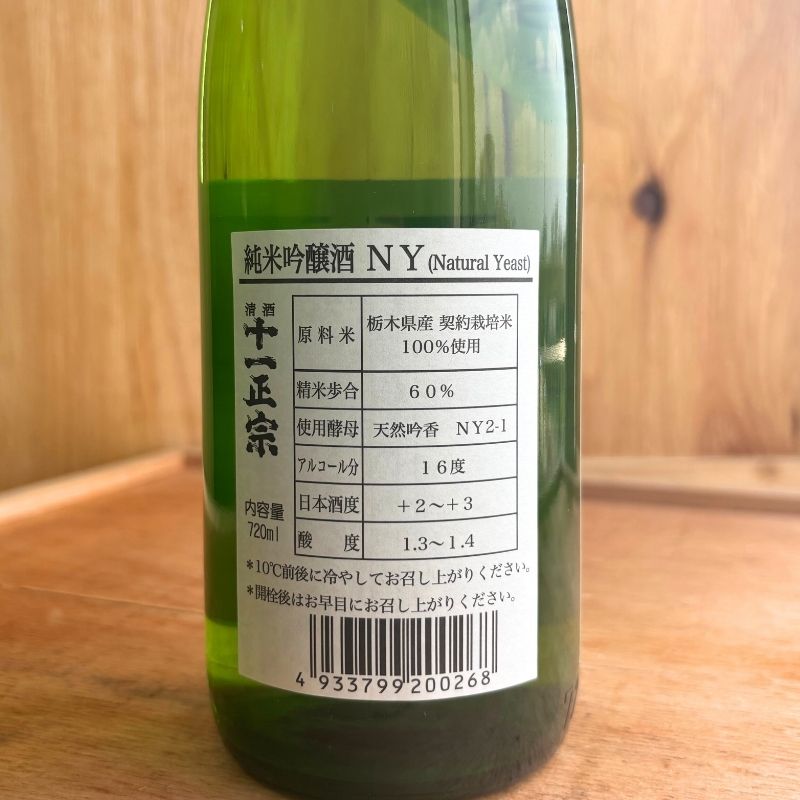 純米吟醸酒 NY (Natural Yeast)
清酒
十一正宗
内容量
720ml
原料米 栃木県産 契約栽培米
100%使用
精米歩合 60%
使用酵母 天然吟香 NY2-1
アルコール分 16度
日本酒度 +2〜+3
酸度 1.3〜1.4
*10℃前後に冷やしてお召し上がりください。
*開栓後はお早目にお召し上がりください。
4 933799 200268